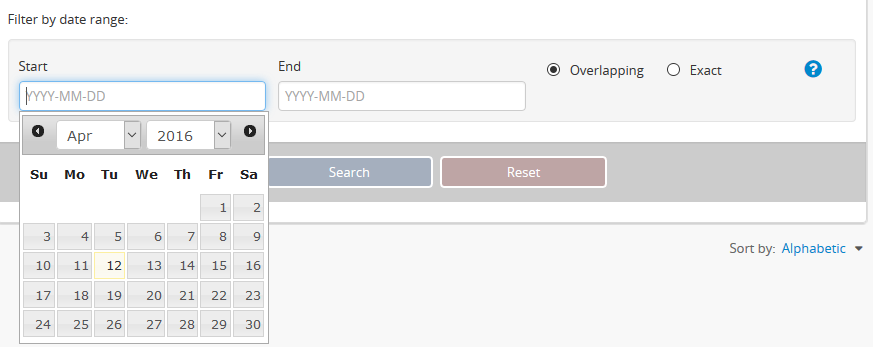 Filter by date range:
Start End Overlapping Exact ?
YYYY-MM-DD YYYY-MM-DD
Apr 2016
Su Mo Tu We Th Fr Sa
Search Reset
1 2
3 4 5 6 7 8 9
Sort by: Alphabetic
10 11 12 13 14 15 16
17 18 19 20 21 22 23
24 25 26 27 28 29 30